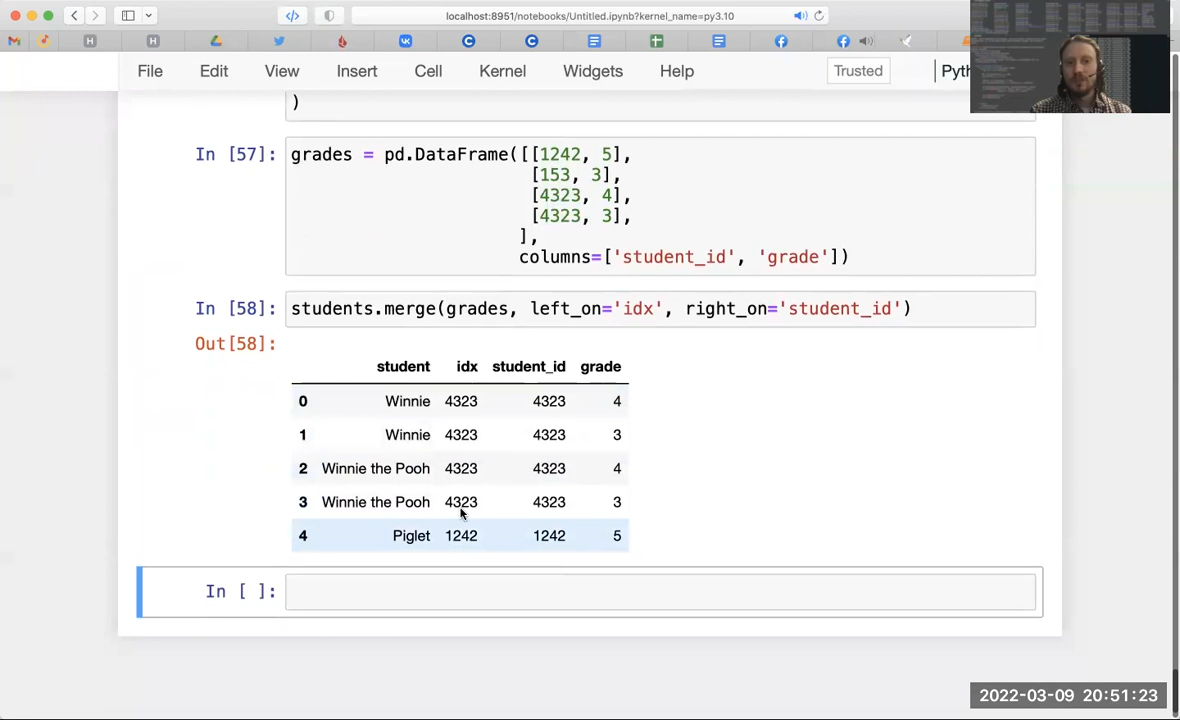 localhost:8951/notebooks/Untitled.ipynb?kernel_name=py3.10
File Edit View Insert Cell Kernel Widgets Help Trusted
)
In [57]: grades = pd.DataFrame([[1242, 5],
[153, 3],
[4323, 4],
[4323, 3],
],
columns=['student_id', 'grade'])
In [58]: students.merge(grades, left_on='idx', right_on='student_id')
Out[58]:
student idx student_id grade
0 Winnie 4323 4323 4
1 Winnie 4323 4323 3
2 Winnie the Pooh 4323 4323 4
3 Winnie the Pooh 4323 4323 3
4 Piglet 1242 1242 5
In [ ]:
2022-03-09 20:51:23